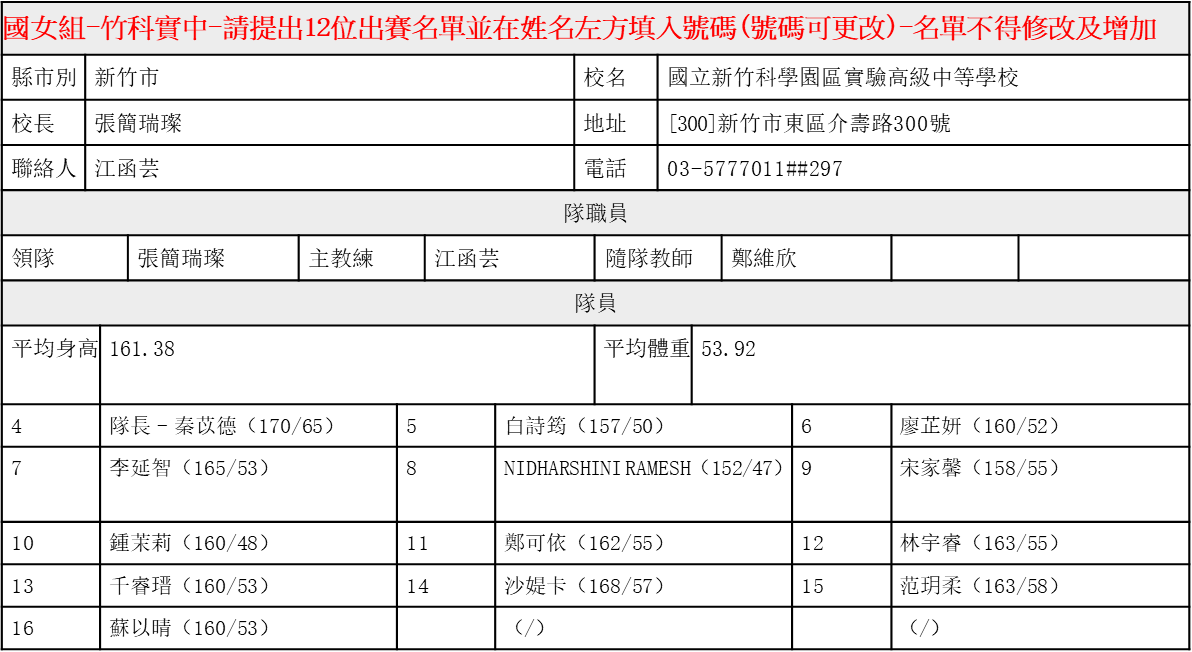 國女組-竹科實中-請提出12位出賽名單並在姓名左方填入號碼(號碼可更改)-名單不得修改及增加
縣市別 新竹市 校名 國立新竹科學園區實驗高級中等學校
校長 張簡瑞璨 地址 [300]新竹市東區介壽路300號
聯絡人 江函芸 電話 03-5777011##297
隊職員
領隊 張簡瑞璨 主教練 江函芸 隨隊教師 鄭維欣
隊員
平均身高 161.38 平均體重 53.92
4 隊長-秦苡德(170/65) 5 白詩筠(157/50) 6 廖芷妍(160/52)
7 李延智(165/53) 8 NIDHARSHINI RAMESH(152/47) 9 宋家馨(158/55)
10 鍾茉莉(160/48) 11 鄭可依(162/55) 12 林宇睿(163/55)
13 千睿瑨(160/53) 14 沙媞卡(168/57) 15 范玥柔(163/58)
16 蘇以晴(160/53) (/) (/)